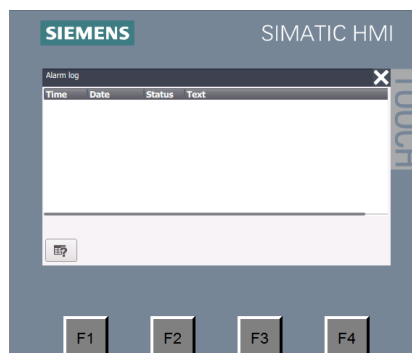 SIEMENS
SIMATIC HMI
TOUCH
Alarm log
Time Date Status Text
F1 F2 F3 F4